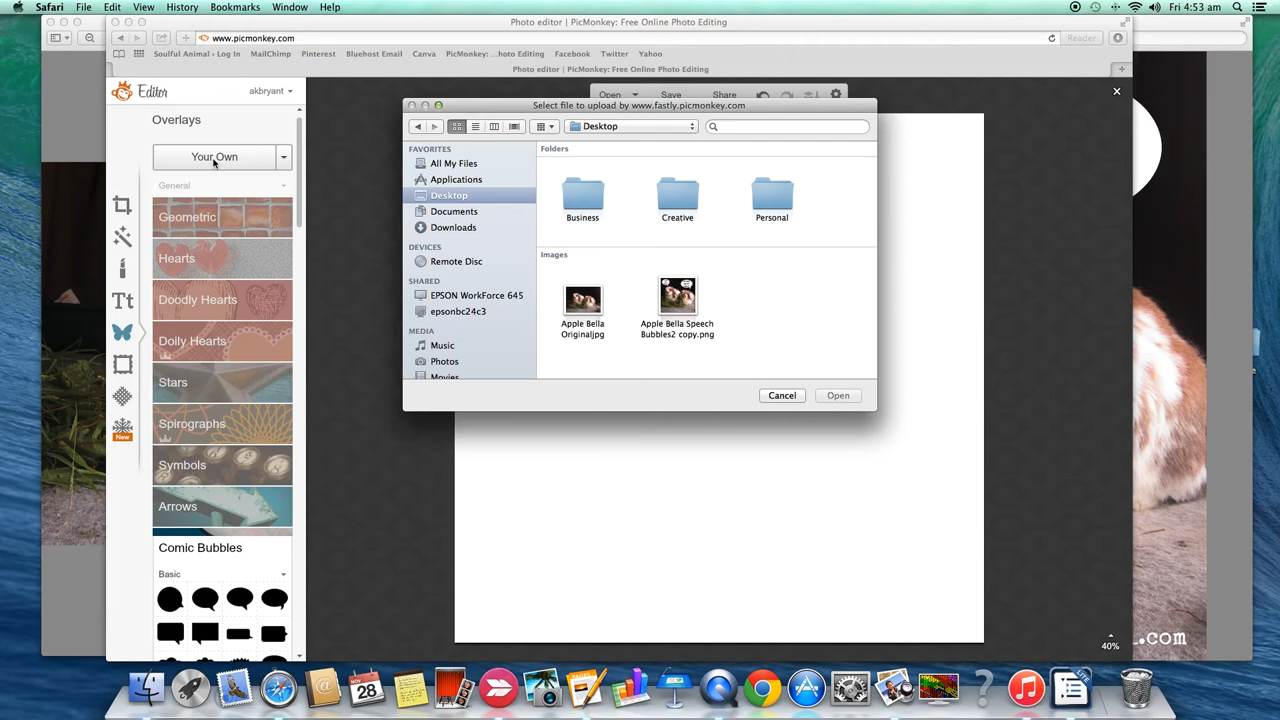 Safari File Edit View History Bookmarks Window Help Fri 4:53 am
Photo editor | PicMonkey: Free Online Photo Editing
www.picmonkey.com Reader
Soulful Animal › Log In MailChimp Pinterest Bluehost Email Canva PicMonkey: ...hoto Editing Facebook Twitter Yahoo
Photo editor | PicMonkey: Free Online Photo Editing
Editor akbryant
Open Save Share
Select file to upload by www.fastly.picmonkey.com
Desktop
Overlays
Your Own
General
Geometric
Hearts
Doodly Hearts
Doily Hearts
Stars
Spirographs
Symbols
Arrows
Comic Bubbles
Basic
Tt
New
FAVORITES
All My Files
Applications
Desktop
Documents
Downloads
DEVICES
Remote Disc
SHARED
EPSON WorkForce 645
epsonbc24c3
MEDIA
Music
Photos
Movies
Folders
Business Creative Personal
Images
Apple Bella
Originaljpg
Apple Bella Speech
Bubbles2 copy.png
Cancel Open
40%
.com
NOV
28
LITE